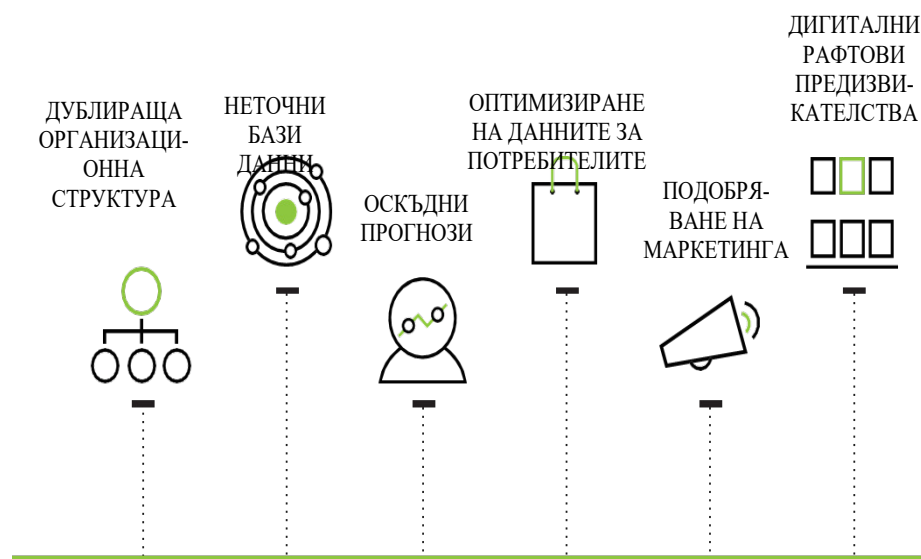 ДУБЛИРАЩА
ОРГАНИЗАЦИ-
ОННА
СТРУКТУРА
НЕТОЧНИ
БАЗИ
ДАННИ
ОСКЪДНИ
ПРОГНОЗИ
ОПТИМИЗИРАНЕ
НА ДАННИТЕ ЗА
ПОТРЕБИТЕЛИТЕ
ПОДОБРЯ-
ВАНЕ НА
МАРКЕТИНГА
ДИГИТАЛНИ
РАФТОВИ
ПРЕДИЗВИ-
КАТЕЛСТВА